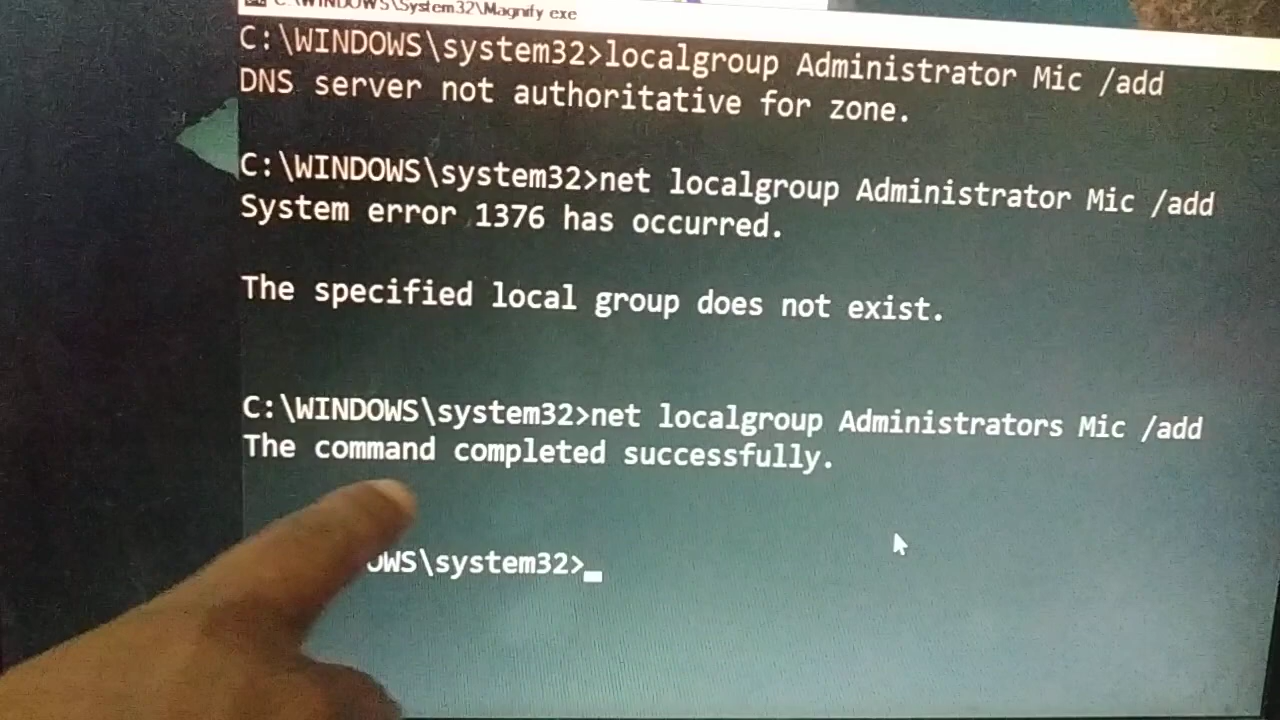 C:\WINDOWS\System32\Magnify exe
C:\WINDOWS\system32>localgroup Administrator Mic /add
DNS server not authoritative for zone.
C:\WINDOWS\system32>net localgroup Administrator Mic /add
System error 1376 has occurred.
The specified local group does not exist.
C:\WINDOWS\system32>net localgroup Administrators Mic /add
The command completed successfully.
OWS\system32>